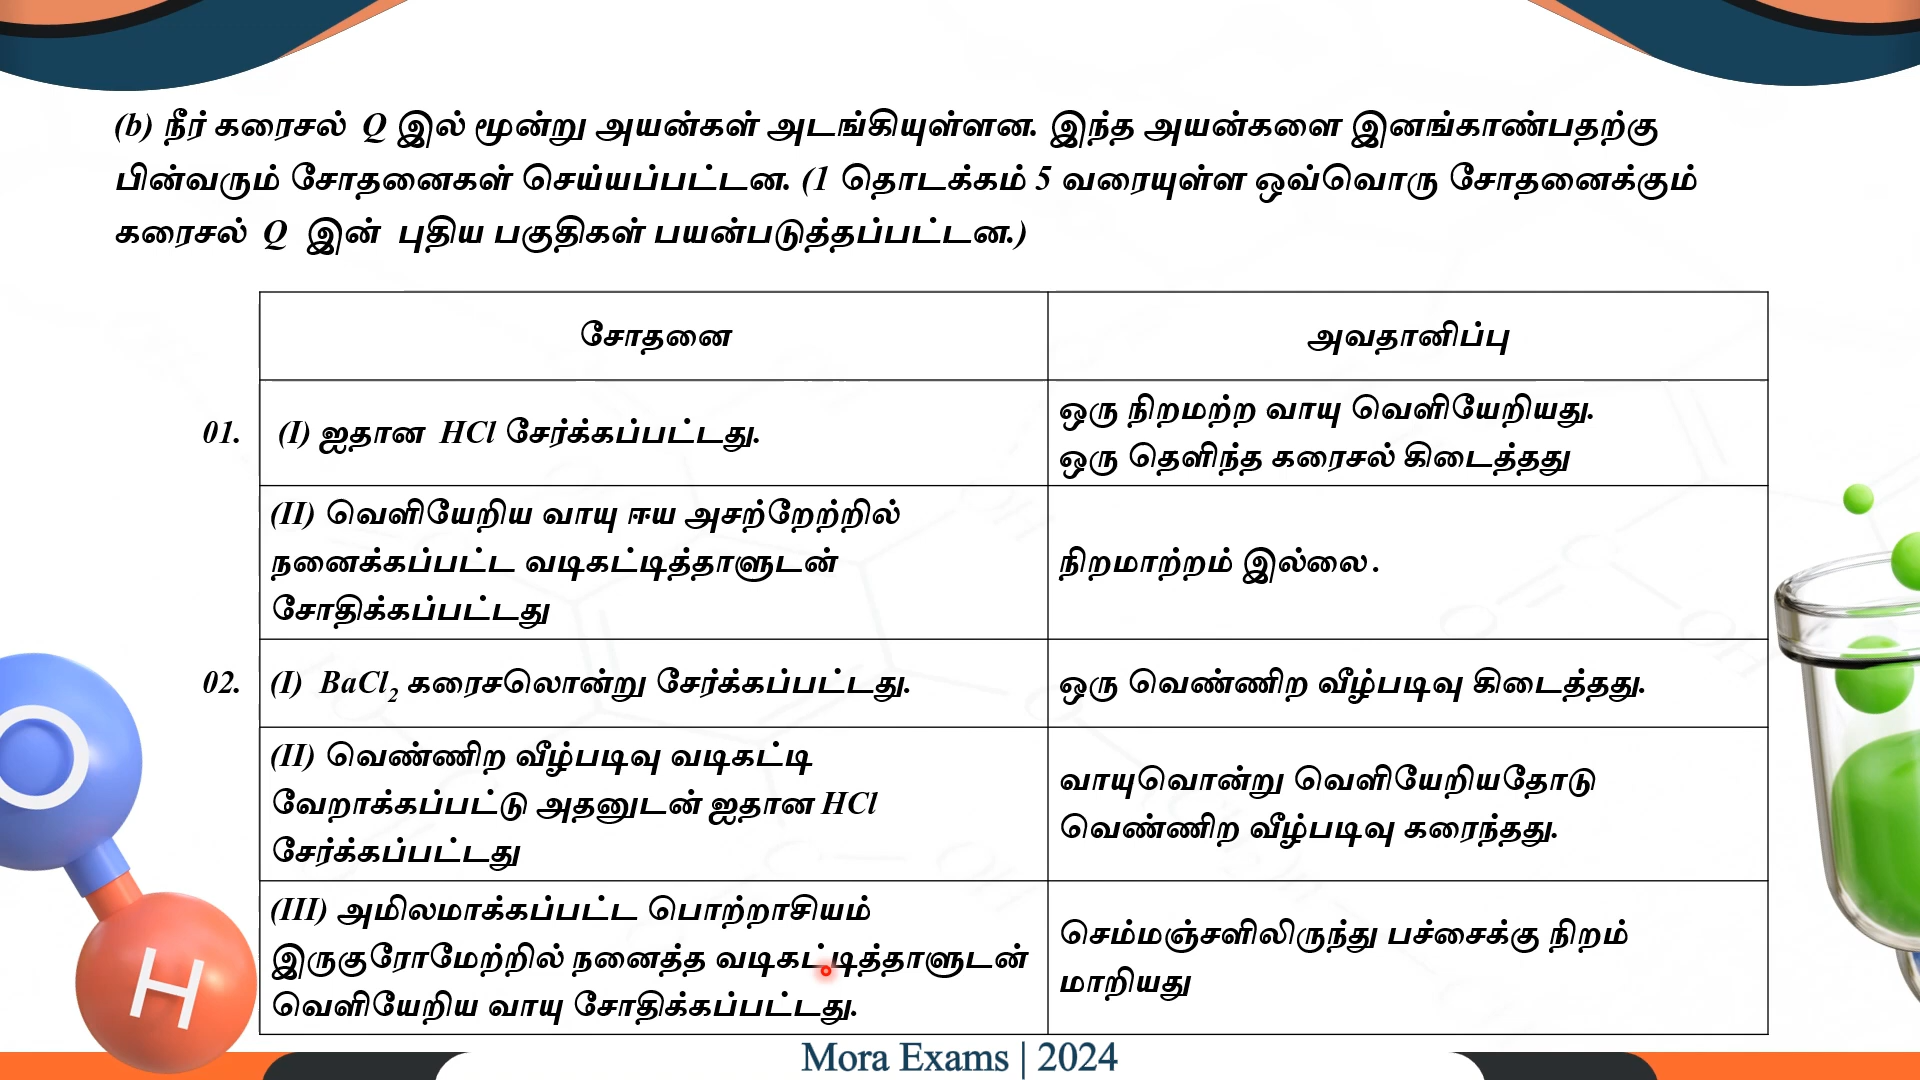 (b) நீர் கரைசல் Q இல் மூன்று அயன்கள் அடங்கியுள்ளன. இந்த அயன்களை இனங்காண்பதற்கு
பின்வரும் சோதனைகள் செய்யப்பட்டன. (1 தொடக்கம் 5 வரையுள்ள ஒவ்வொரு சோதனைக்கும்
கரைசல் Q இன் புதிய பகுதிகள் பயன்படுத்தப்பட்டன.)
சோதனை
அவதானிப்பு
01.
(I) ஐதான HCl சேர்க்கப்பட்டது.
ஒரு நிறமற்ற வாயு வெளியேறியது.
ஒரு தெளிந்த கரைசல் கிடைத்தது
(II) வெளியேறிய வாயு ஈய அசற்றேற்றில்
நனைக்கப்பட்ட வடிகட்டித்தாளுடன்
சோதிக்கப்பட்டது
நிறமாற்றம் இல்லை .
02.
(I) BaCl₂ கரைசலொன்று சேர்க்கப்பட்டது.
ஒரு வெண்ணிற வீழ்படிவு கிடைத்தது.
(II) வெண்ணிற வீழ்படிவு வடிகட்டி
வேறாக்கப்பட்டு அதனுடன் ஐதான HCl
சேர்க்கப்பட்டது
வாயுவொன்று வெளியேறியதோடு
வெண்ணிற வீழ்படிவு கரைந்தது.
(III) அமிலமாக்கப்பட்ட பொற்றாசியம்
இருகுரோமேற்றில் நனைத்த வடிகட்டித்தாளுடன்
வெளியேறிய வாயு சோதிக்கப்பட்டது.
செம்மஞ்சளிலிருந்து பச்சைக்கு நிறம்
மாறியது
O
H
Mora Exams | 2024